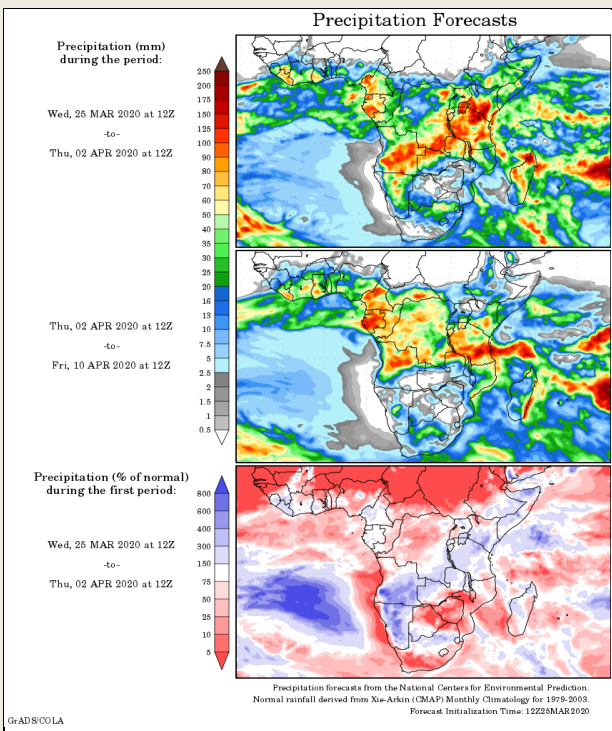 Precipitation Forecasts
Precipitation (mm)
during the period:
Wed, 25 MAR 2020 at 12Z
-to-
Thu, 02 APR 2020 at 12Z
250
200
175
150
125
100
90
80
70
60
50
40
35
30
25
20
16
13
10
7.5
5
2.5
2
1.5
1
0.5
Thu, 02 APR 2020 at 12Z
-to-
Fri, 10 APR 2020 at 12Z
Precipitation (% of normal)
during the first period:
Wed, 25 MAR 2020 at 12Z
-to-
Thu, 02 APR 2020 at 12Z
800
600
400
300
150
75
50
25
10
5
Precipitation forecasts from the National Centers for Environmental Prediction.
Normal rainfall derived from Xie-Arkin (CMAP) Monthly Climatology for 1979-2003.
Forecast Initialization Time: 12Z25MAR2020
GrADS/COLA